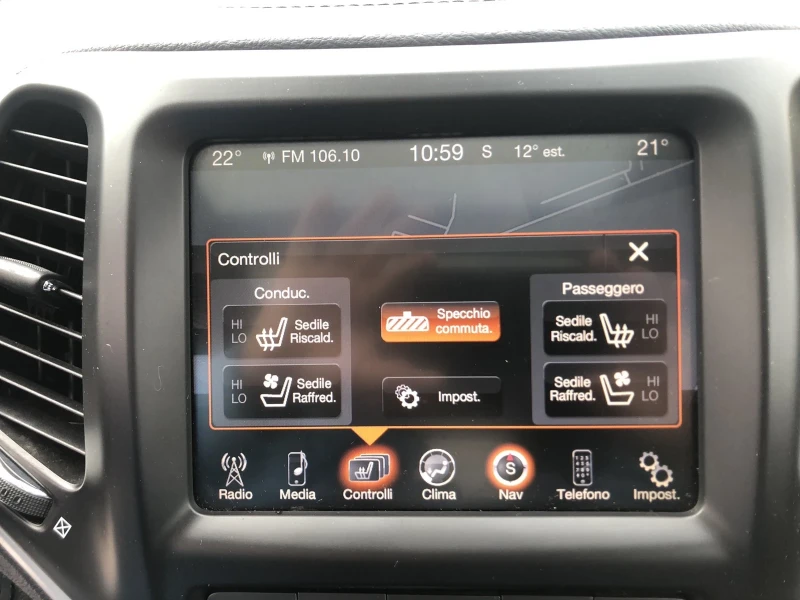 22° FM 106.10 10:59 S 12° est. 21°
Controlli
Conduc.
Passeggero
HI
LO
Sedile
Riscald.
Specchio
commuta.
Sedile
Riscald.
HI
LO
HI
LO
Sedile
Raffred.
Impost.
Sedile
Raffred.
HI
LO
S
Radio Media Controlli Clima Nav Telefono Impost.